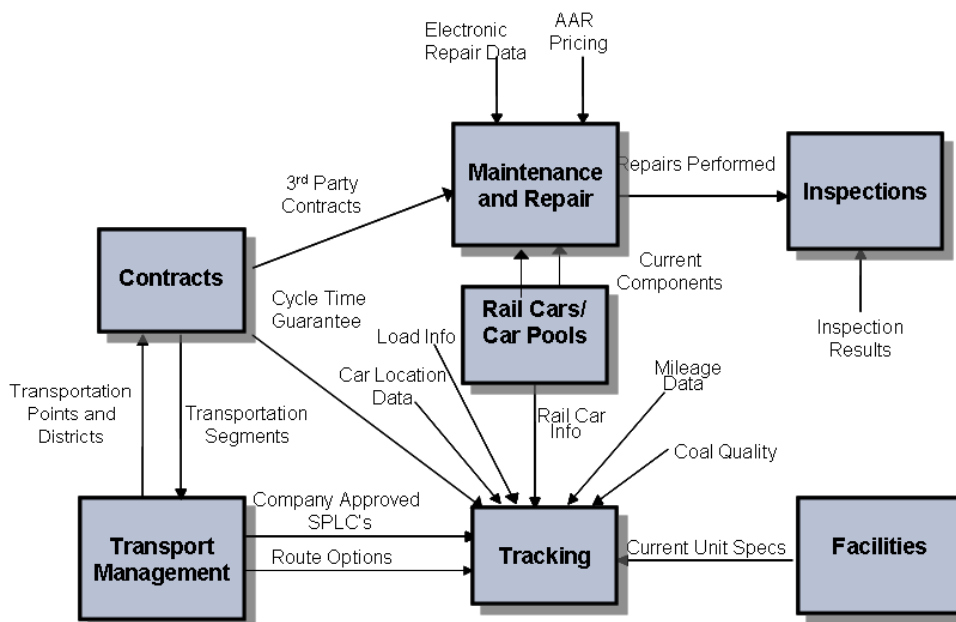 Electronic
Repair Data
AAR
Pricing
Maintenance
and Repair
Repairs Performed
Inspections
3rd Party
Contracts
Contracts
Cycle Time
Guarantee
Current
Components
Rail Cars/
Car Pools
Load Info
Inspection
Results
Car Location
Data
Mileage
Data
Transportation
Points and
Districts
Transportation
Segments
Rail Car
Info
Coal Quality
Company Approved
SPLC's
Transport
Management
Route Options
Tracking
Current Unit Specs
Facilities